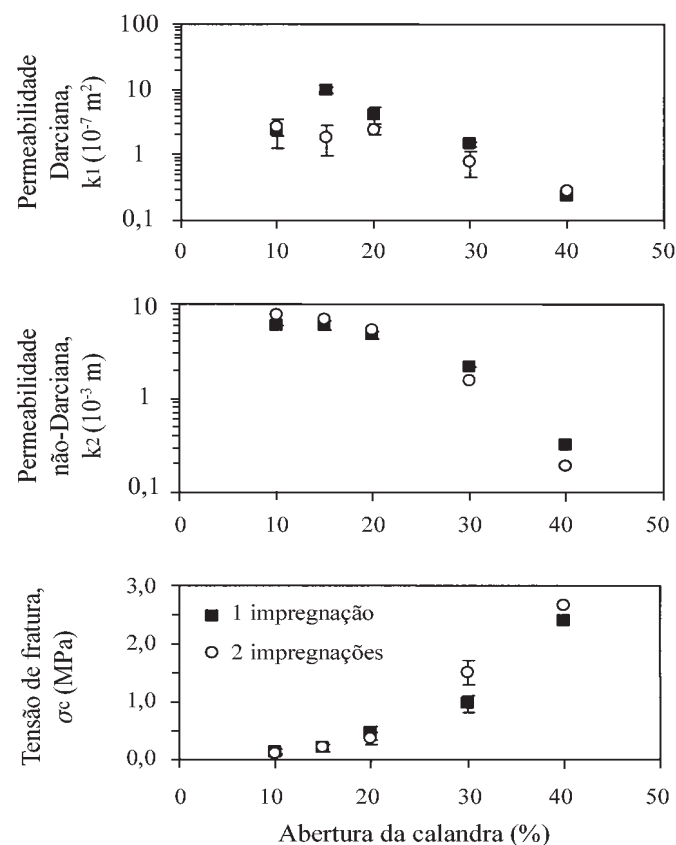 Permeabilidade
Darciana,
k1 (10-7 m2)
100
10
1
0,1
0 10 20 30 40 50
Permeabilidade
não-Darciana,
k2 (10-3 m)
10
1
0,1
0 10 20 30 40 50
Tensão de fratura,
σc (MPa)
3,0
2,0
1,0
0,0
1 impregnação
2 impregnações
0 10 20 30 40 50
Abertura da calandra (%)